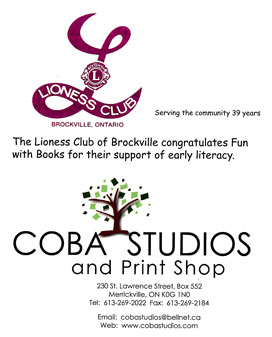 LIONESS CLUB
L
BROCKVILLE, ONTARIO
Serving the community 39 years
The Lioness Club of Brockville congratulates Fun
with Books for their support of early literacy.
COBA STUDIOS
and Print Shop
230 St. Lawrence Street, Box 552
Merrickville, ON K0G 1N0
Tel: 613-269-2022 Fax: 613-269-2184
Email: cobastudios@bellnet.ca
Web: www.cobastudios.com